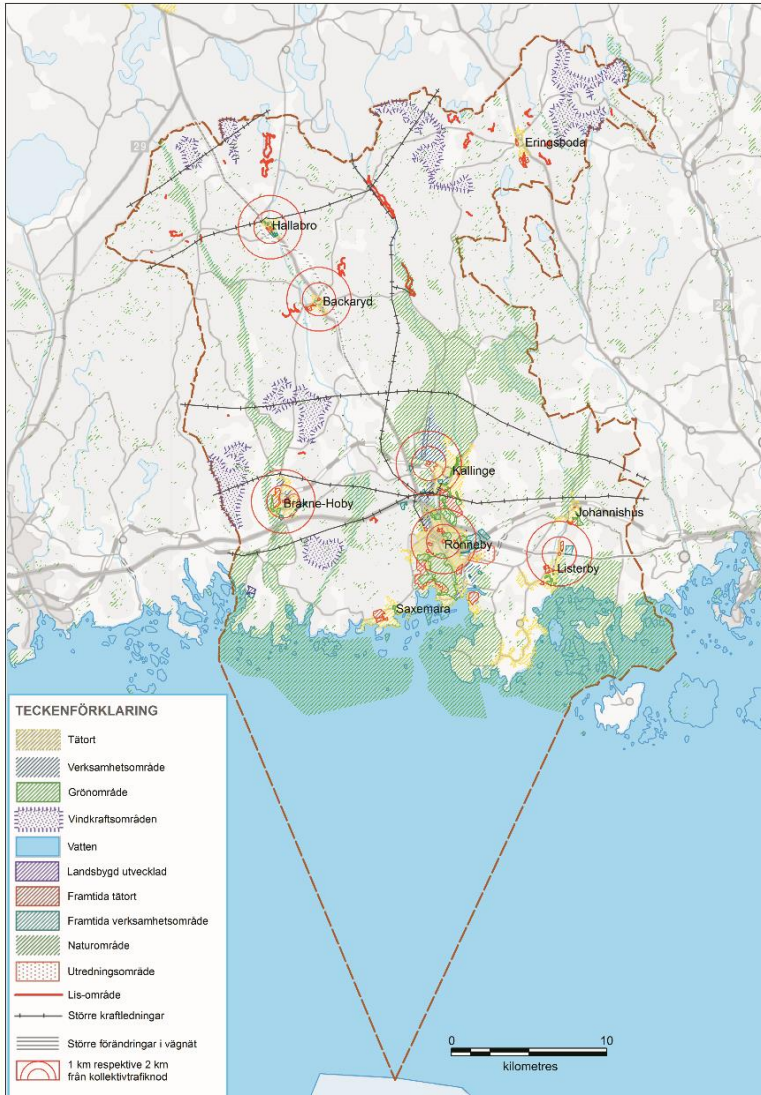 29
Eringsboda
Hallabro
Backaryd
Kallinge
Bräkne-Hoby
Johannishus
Ronneby
Listerby
Saxemara
TECKENFÖRKLARING
Tätort
Verksamhetsområde
Grönområde
Vindkraftsområden
Vatten
Landsbygd utvecklad
Framtida tätort
Framtida verksamhetsområde
Naturområde
Utredningsområde
Lis-område
Större kraftledningar
Större förändringar i vägnät
1 km respektive 2 km
från kollektivtrafiknod
0 10
kilometres